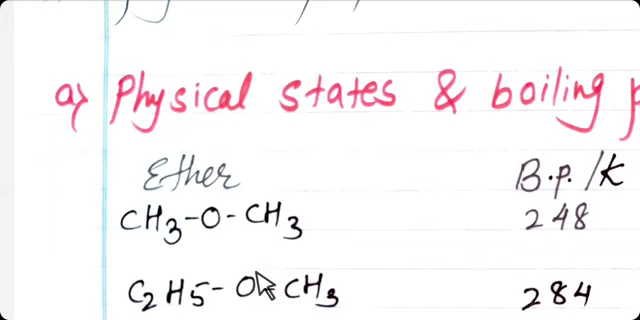 a) Physical states & boiling p
Ether B.p./K
CH3-O-CH3 248
C2H5-O-CH3 284